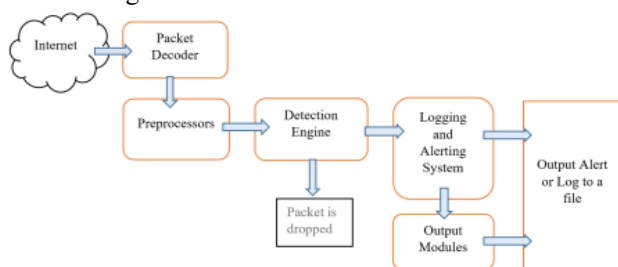 Internet
Packet
Decoder
Preprocessors
Detection
Engine
Logging
and
Alerting
System
Packet is
dropped
Output
Modules
Output Alert
or Log to a
file